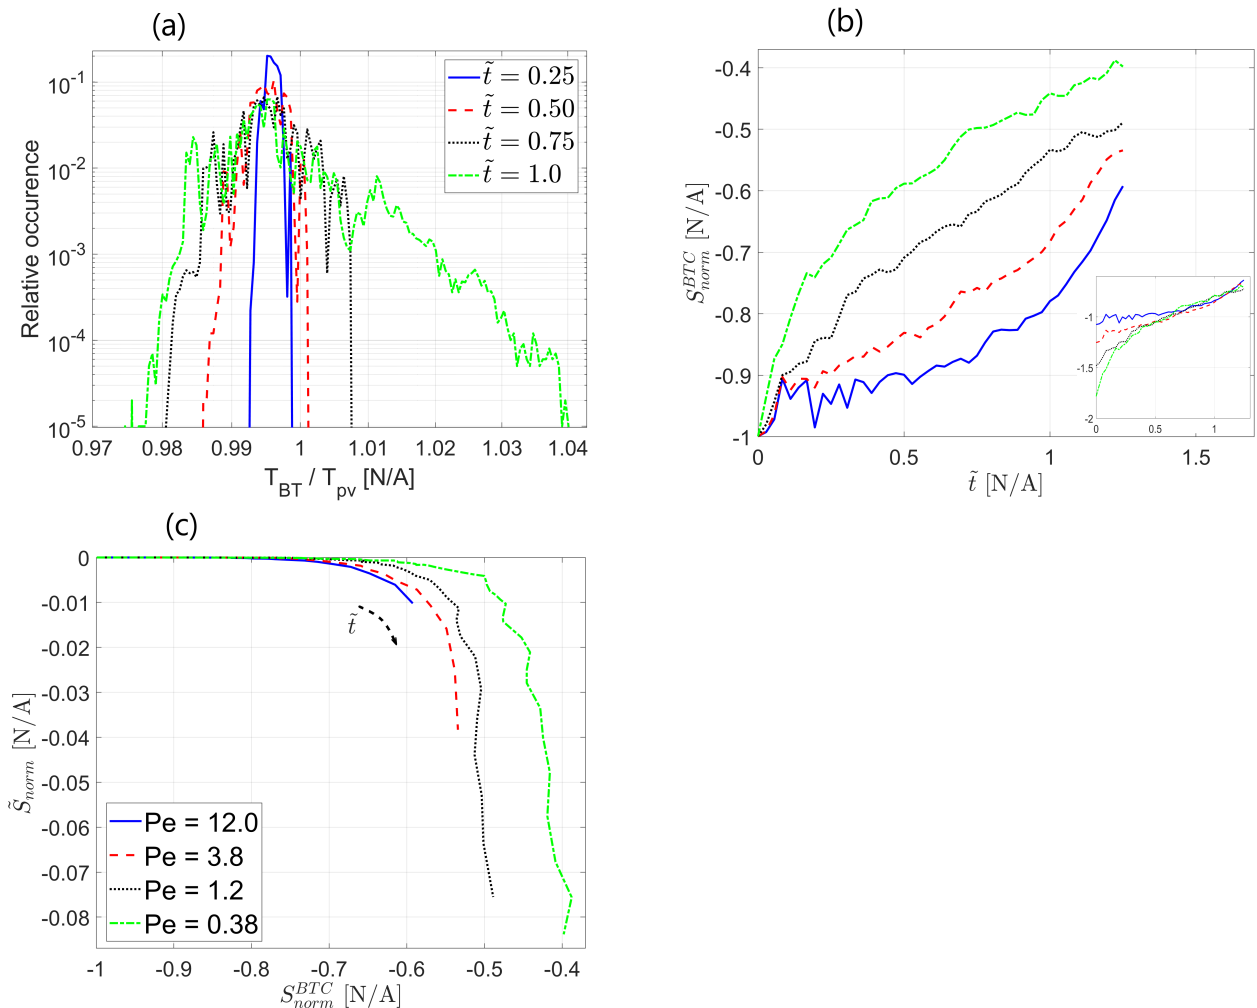 (a)
10^-1
10^-2
10^-3
10^-4
10^-5
Relative occurrence
0.97 0.98 0.99 1 1.01 1.02 1.03 1.04
T_BT / T_pv [N/A]
t̃ = 0.25
t̃ = 0.50
t̃ = 0.75
t̃ = 1.0
(b)
-0.4
-0.5
-0.6
-0.7
-0.8
-0.9
-1
S^BTC_norm [N/A]
0 0.5 1 1.5
t̃ [N/A]
-1
-1.5
-2
0 0.5 1
(c)
0
-0.01
-0.02
-0.03
-0.04
-0.05
-0.06
-0.07
-0.08
S̃_norm [N/A]
t̃
Pe = 12.0
Pe = 3.8
Pe = 1.2
Pe = 0.38
-1 -0.9 -0.8 -0.7 -0.6 -0.5 -0.4
S^BTC_norm [N/A]